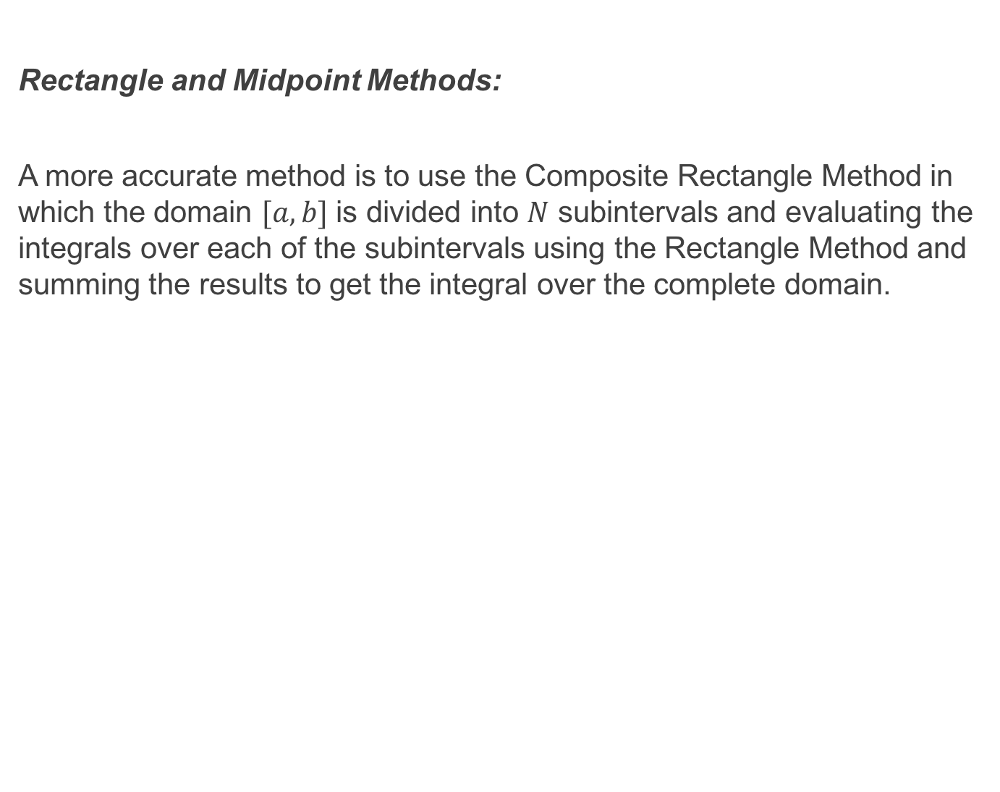 Rectangle and Midpoint Methods:
A more accurate method is to use the Composite Rectangle Method in
which the domain [a, b] is divided into N subintervals and evaluating the
integrals over each of the subintervals using the Rectangle Method and
summing the results to get the integral over the complete domain.